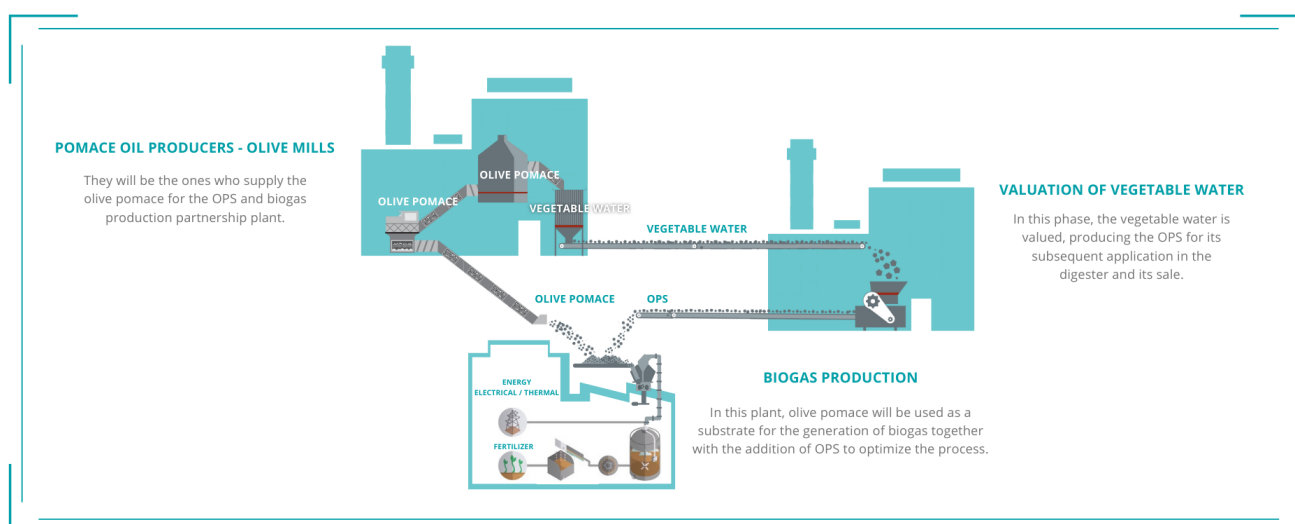 POMACE OIL PRODUCERS - OLIVE MILLS
They will be the ones who supply the
olive pomace for the OPS and biogas
production partnership plant.
OLIVE POMACE
OLIVE POMACE
VEGETABLE WATER
VEGETABLE WATER
VALUATION OF VEGETABLE WATER
In this phase, the vegetable water is
valued, producing the OPS for its
subsequent application in the
digester and its sale.
OLIVE POMACE
OPS
ENERGY
ELECTRICAL / THERMAL
FERTILIZER
BIOGAS PRODUCTION
In this plant, olive pomace will be used as a
substrate for the generation of biogas together
with the addition of OPS to optimize the process.